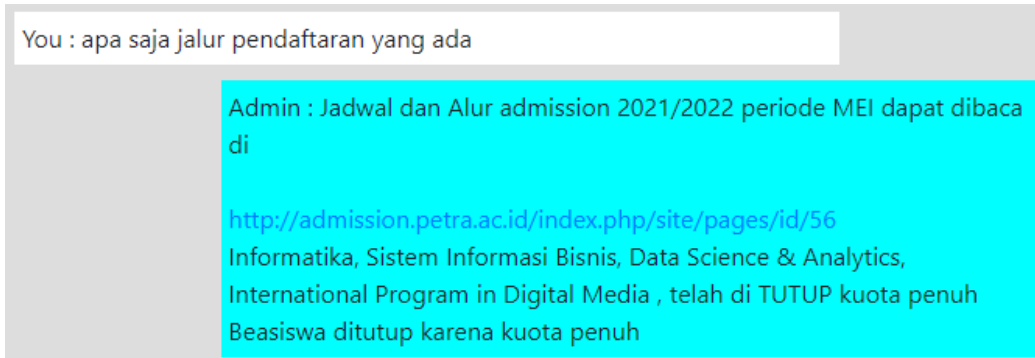 You : apa saja jalur pendaftaran yang ada
Admin : Jadwal dan Alur admission 2021/2022 periode MEI dapat dibaca
di
http://admission.petra.ac.id/index.php/site/pages/id/56
Informatika, Sistem Informasi Bisnis, Data Science & Analytics,
International Program in Digital Media , telah di TUTUP kuota penuh
Beasiswa ditutup karena kuota penuh